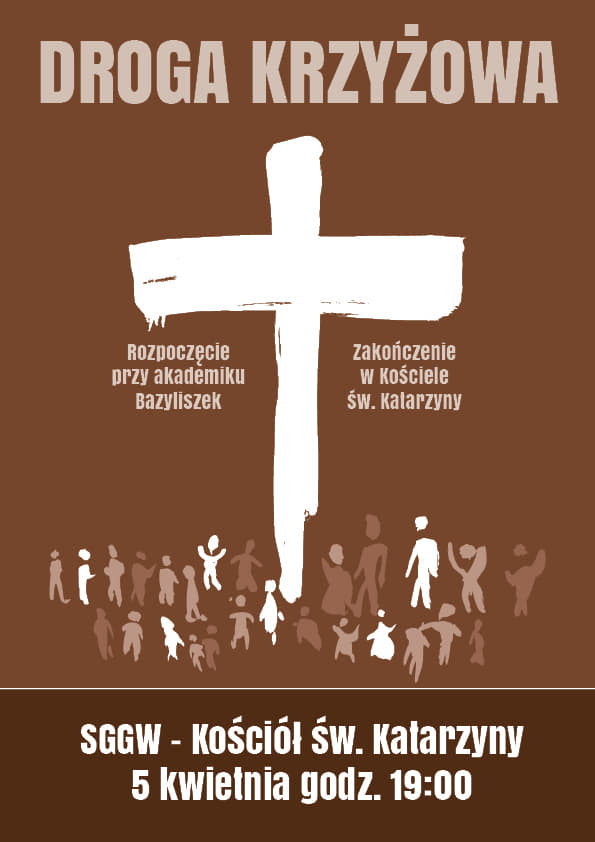 DROGA KRZYŻOWA
Rozpoczęcie
przy akademiku
Bazyliszek
Zakończenie
w Kościele
św. Katarzyny
SGGW - Kościół św. Katarzyny
5 kwietnia godz. 19:00